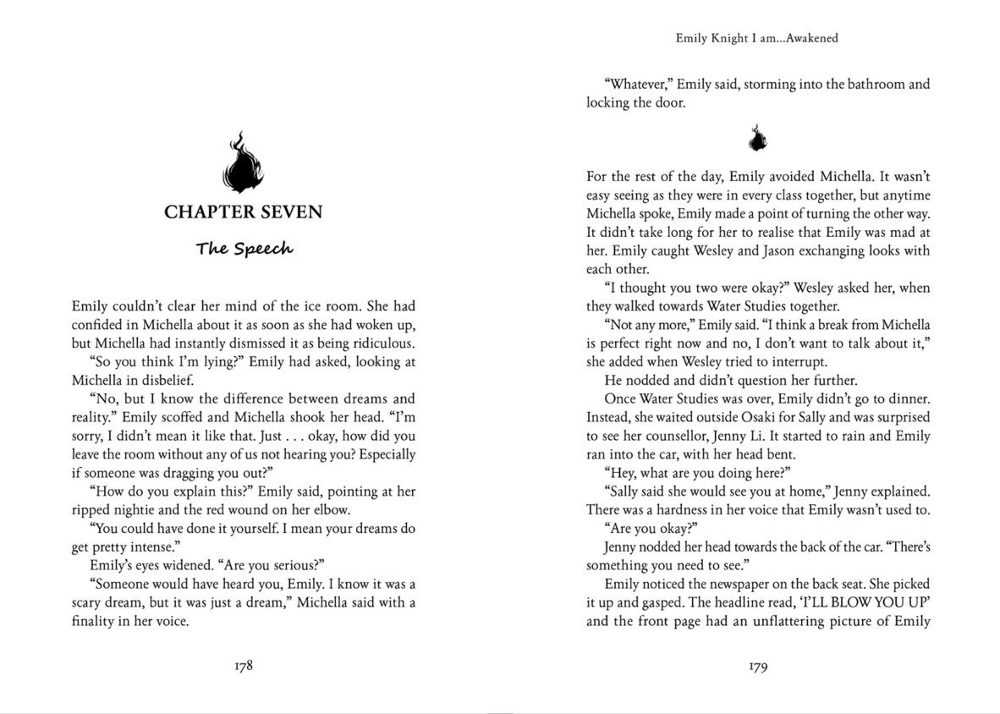 CHAPTER SEVEN
The Speech
Emily couldn’t clear her mind of the ice room. She had
confided in Michella about it as soon as she had woken up,
but Michella had instantly dismissed it as being ridiculous.
“So you think I’m lying?” Emily had asked, looking at
Michella in disbelief.
“No, but I know the difference between dreams and
reality.” Emily scoffed and Michella shook her head. “I’m
sorry, I didn’t mean it like that. Just . . . okay, how did you
leave the room without any of us not hearing you? Especially
if someone was dragging you out?”
“How do you explain this?” Emily said, pointing at her
ripped nightie and the red wound on her elbow.
“You could have done it yourself. I mean your dreams do
get pretty intense.”
Emily’s eyes widened. “Are you serious?”
“Someone would have heard you, Emily. I know it was a
scary dream, but it was just a dream,” Michella said with a
finality in her voice.
178
Emily Knight I am...Awakened
“Whatever,” Emily said, storming into the bathroom and
locking the door.
For the rest of the day, Emily avoided Michella. It wasn’t
easy seeing as they were in every class together, but anytime
Michella spoke, Emily made a point of turning the other way.
It didn’t take long for her to realise that Emily was mad at
her. Emily caught Wesley and Jason exchanging looks with
each other.
“I thought you two were okay?” Wesley asked her, when
they walked towards Water Studies together.
“Not any more,” Emily said. “I think a break from Michella
is perfect right now and no, I don’t want to talk about it,”
she added when Wesley tried to interrupt.
He nodded and didn’t question her further.
Once Water Studies was over, Emily didn’t go to dinner.
Instead, she waited outside Osaki for Sally and was surprised
to see her counsellor, Jenny Li. It started to rain and Emily
ran into the car, with her head bent.
“Hey, what are you doing here?”
“Sally said she would see you at home,” Jenny explained.
There was a hardness in her voice that Emily wasn’t used to.
“Are you okay?”
Jenny nodded her head towards the back of the car. “There’s
something you need to see.”
Emily noticed the newspaper on the back seat. She picked
it up and gasped. The headline read, ‘I’LL BLOW YOU UP’
and the front page had an unflattering picture of Emily
179